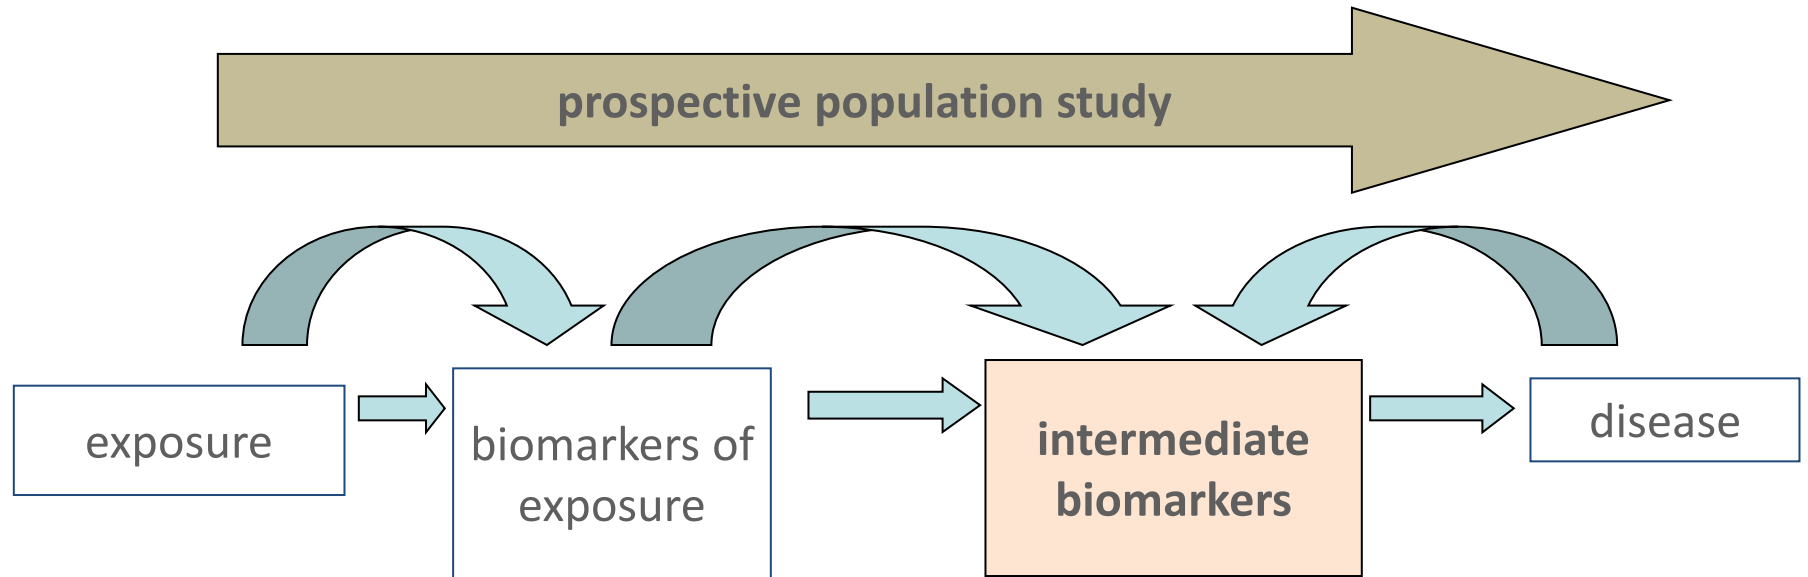 prospective population study
exposure
biomarkers of
exposure
intermediate
biomarkers
disease